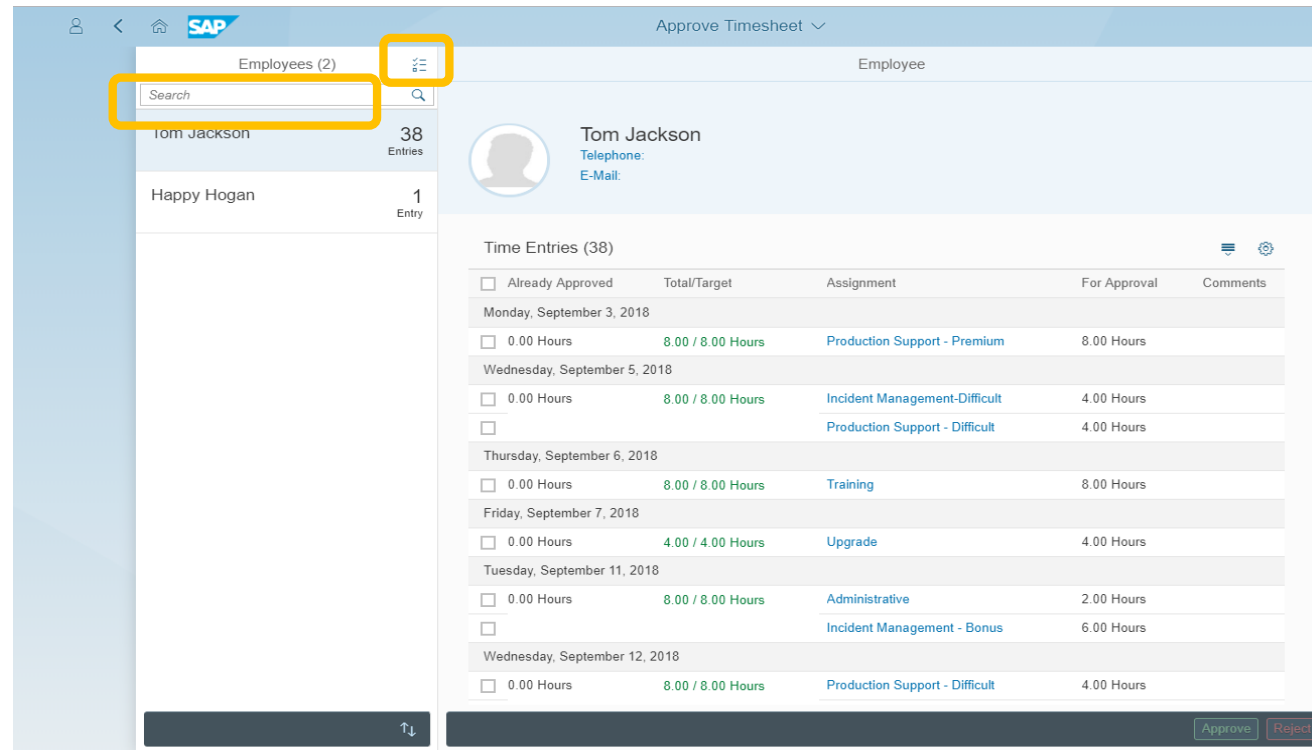 SAP
Approve Timesheet
Employees (2)
Employee
Search
Tom Jackson
38
Entries
Happy Hogan
1
Entry
Tom Jackson
Telephone:
E-Mail:
Time Entries (38)
Already Approved Total/Target Assignment For Approval Comments
Monday, September 3, 2018
0.00 Hours 8.00 / 8.00 Hours Production Support - Premium 8.00 Hours
Wednesday, September 5, 2018
0.00 Hours 8.00 / 8.00 Hours Incident Management-Difficult 4.00 Hours
Production Support - Difficult 4.00 Hours
Thursday, September 6, 2018
0.00 Hours 8.00 / 8.00 Hours Training 8.00 Hours
Friday, September 7, 2018
0.00 Hours 4.00 / 4.00 Hours Upgrade 4.00 Hours
Tuesday, September 11, 2018
0.00 Hours 8.00 / 8.00 Hours Administrative 2.00 Hours
Incident Management - Bonus 6.00 Hours
Wednesday, September 12, 2018
0.00 Hours 8.00 / 8.00 Hours Production Support - Difficult 4.00 Hours
Approve Reject